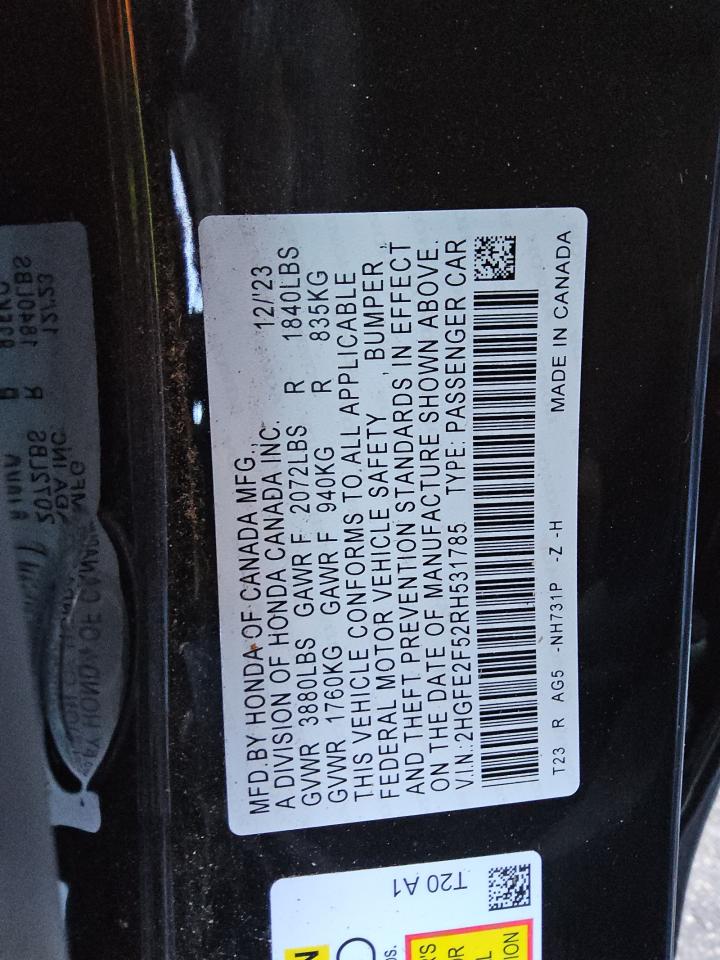 MFD.BY HONDA OF CANADA MFG., 12/'23
A DIVISION OF HONDA CANADA INC.
GVWR 3880LBS GAWR F 2072LBS R 1840LBS
GVWR 1760KG GAWR F 940KG R 835KG
THIS VEHICLE CONFORMS TO ALL APPLICABLE
FEDERAL MOTOR VEHICLE SAFETY , BUMPER,
AND THEFT PREVENTION STANDARDS IN EFFECT
ON THE DATE OF MANUFACTURE SHOWN ABOVE.
V.I.N.:2HGFE2F52RH531785 TYPE: PASSENGER CAR
T23 R AG5 -NH731P -Z -H MADE IN CANADA
T20 A1